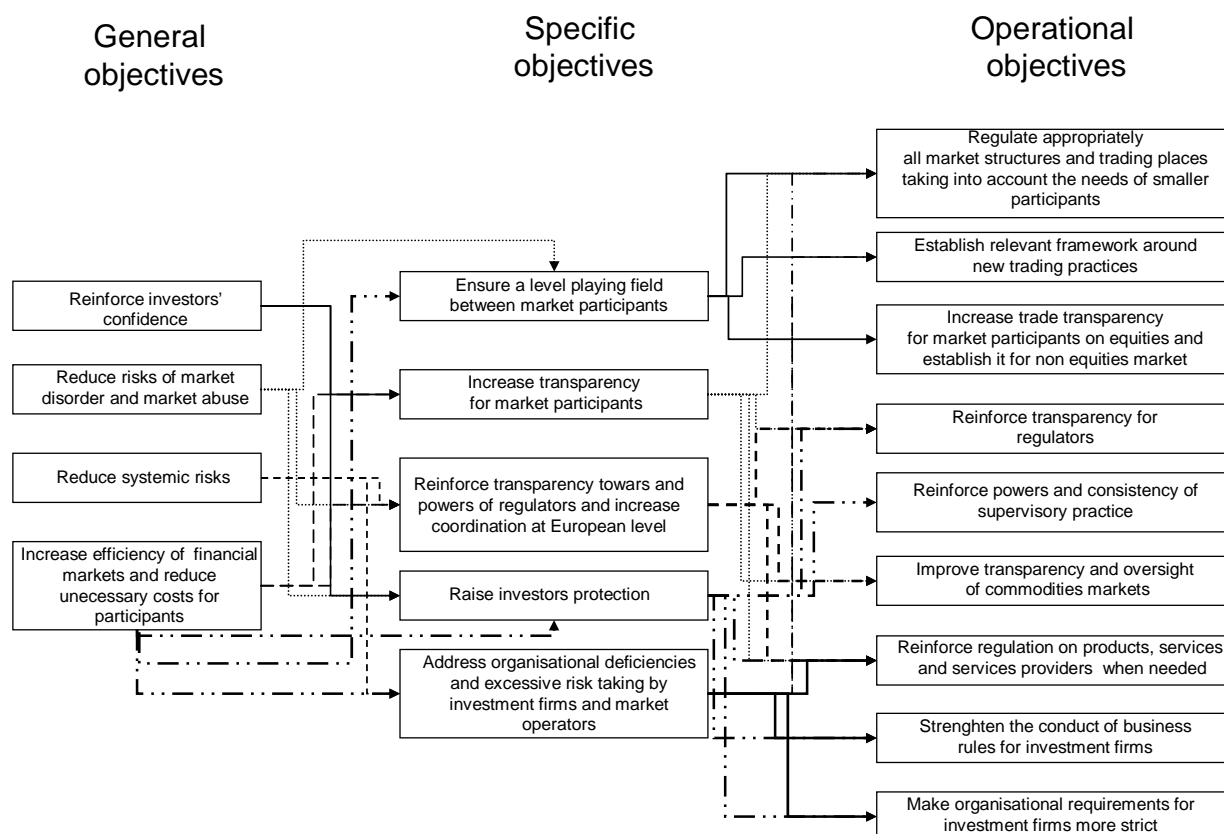 General
objectives
Specific
objectives
Operational
objectives
Reinforce investors'
confidence
Reduce risks of market
disorder and market abuse
Reduce systemic risks
Increase efficiency of financial
markets and reduce
unecessary costs for
participants
Ensure a level playing field
between market participants
Increase transparency
for market participants
Reinforce transparency towars and
powers of regulators and increase
coordination at European level
Raise investors protection
Address organisational deficiencies
and excessive risk taking by
investment firms and market
operators
Regulate appropriately
all market structures and trading places
taking into account the needs of smaller
participants
Establish relevant framework around
new trading practices
Increase trade transparency
for market participants on equities and
establish it for non equities market
Reinforce transparency for
regulators
Reinforce powers and consistency of
supervisory practice
Improve transparency and oversight
of commodities markets
Reinforce regulation on products, services
and services providers when needed
Strenghten the conduct of business
rules for investment firms
Make organisational requirements for
investment firms more strict